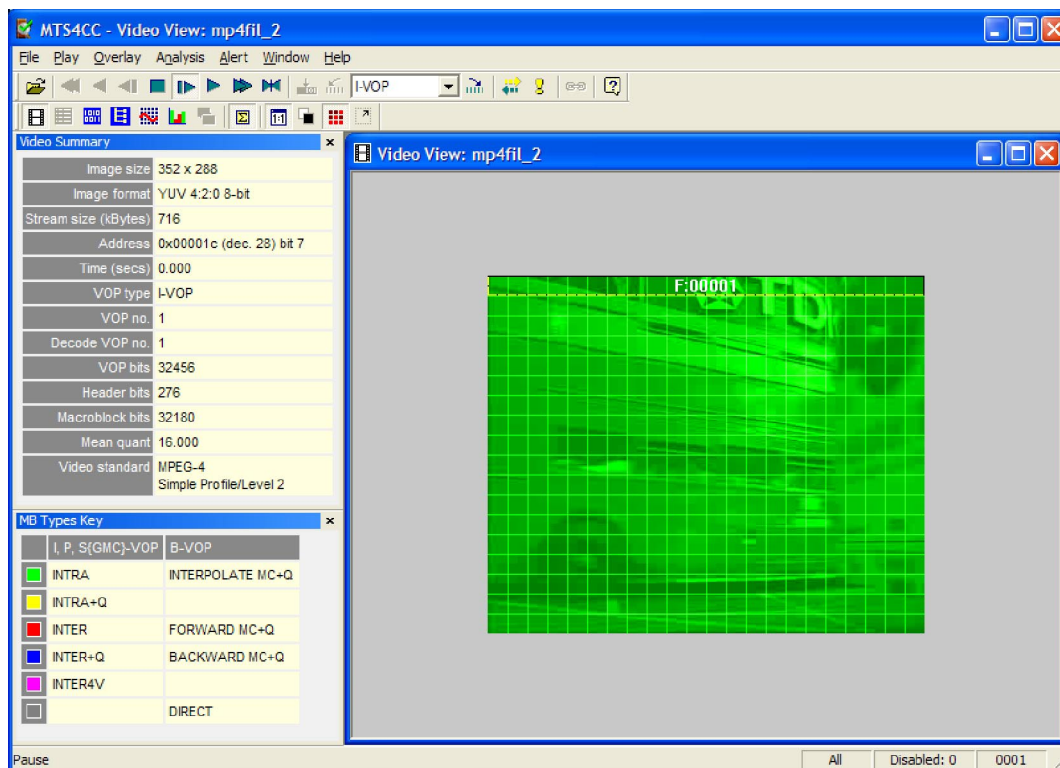 MTS4CC - Video View: mp4fil_2
File Play Overlay Analysis Alert Window Help
I-VOP
1:1
Video Summary
Image size 352 x 288
Image format YUV 4:2:0 8-bit
Stream size (kBytes) 716
Address 0x00001c (dec. 28) bit 7
Time (secs) 0.000
VOP type I-VOP
VOP no. 1
Decode VOP no. 1
VOP bits 32456
Header bits 276
Macroblock bits 32180
Mean quant 16.000
Video standard MPEG-4
Simple Profile/Level 2
MB Types Key
I, P, S{GMC}-VOP B-VOP
INTRA INTERPOLATE MC+Q
INTRA+Q
INTER FORWARD MC+Q
INTER+Q BACKWARD MC+Q
INTER4V
DIRECT
Video View: mp4fil_2
F:00001
Pause All Disabled: 0 0001